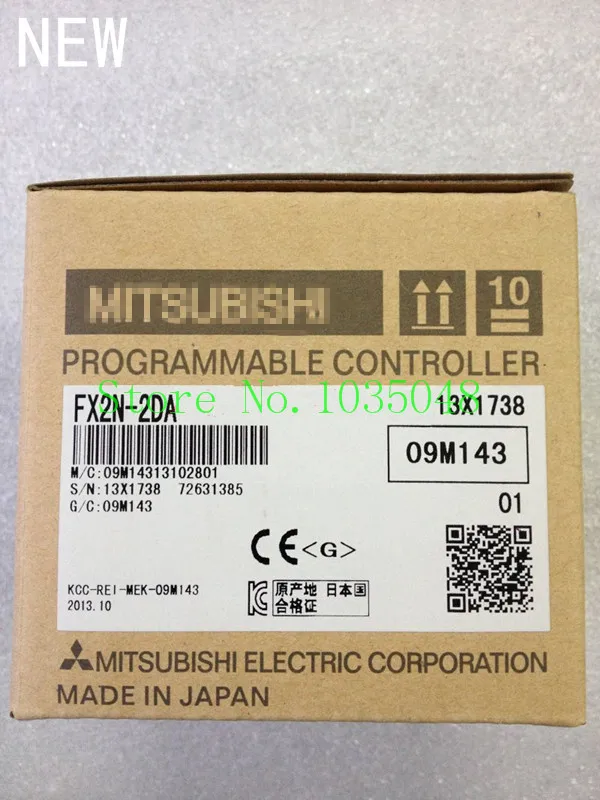 NEW
MITSUBISHI
10
PROGRAMMABLE CONTROLLER
FX2N-2DA
13X1738
Store No.1035048
M/C:09M14313102801
S/N:13X1738 72631385
G/C:09M143
09M143
01
CE <G>
KCC-REI-MEK-09M143
2013.10
原产地 日本国
合格证
MITSUBISHI ELECTRIC CORPORATION
MADE IN JAPAN